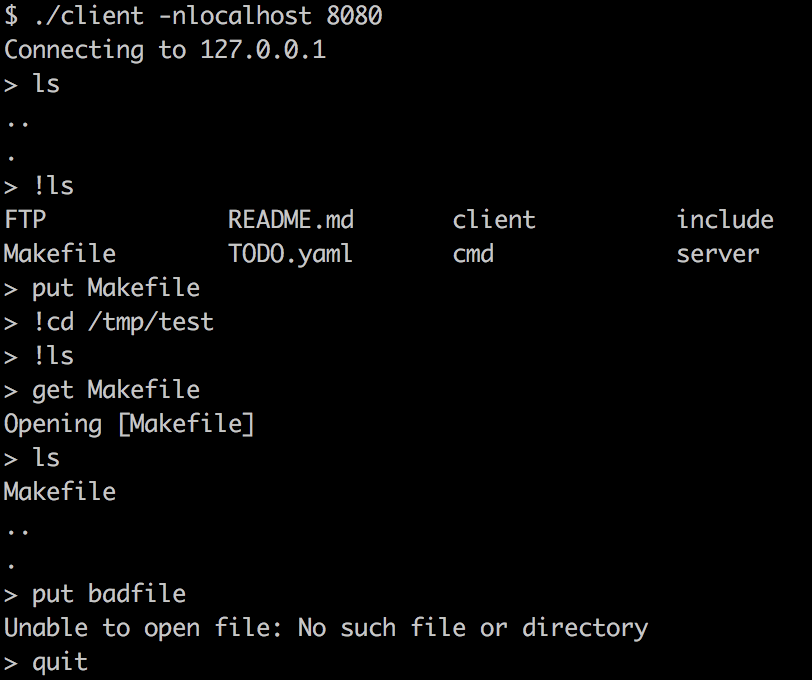 $ ./client -nlocalhost 8080
Connecting to 127.0.0.1
> ls
..
.
> !ls
FTP             README.md       client          include
Makefile        TODO.yaml       cmd             server
> put Makefile
> !cd /tmp/test
> !ls
> get Makefile
Opening [Makefile]
> ls
Makefile
..
.
> put badfile
Unable to open file: No such file or directory
> quit